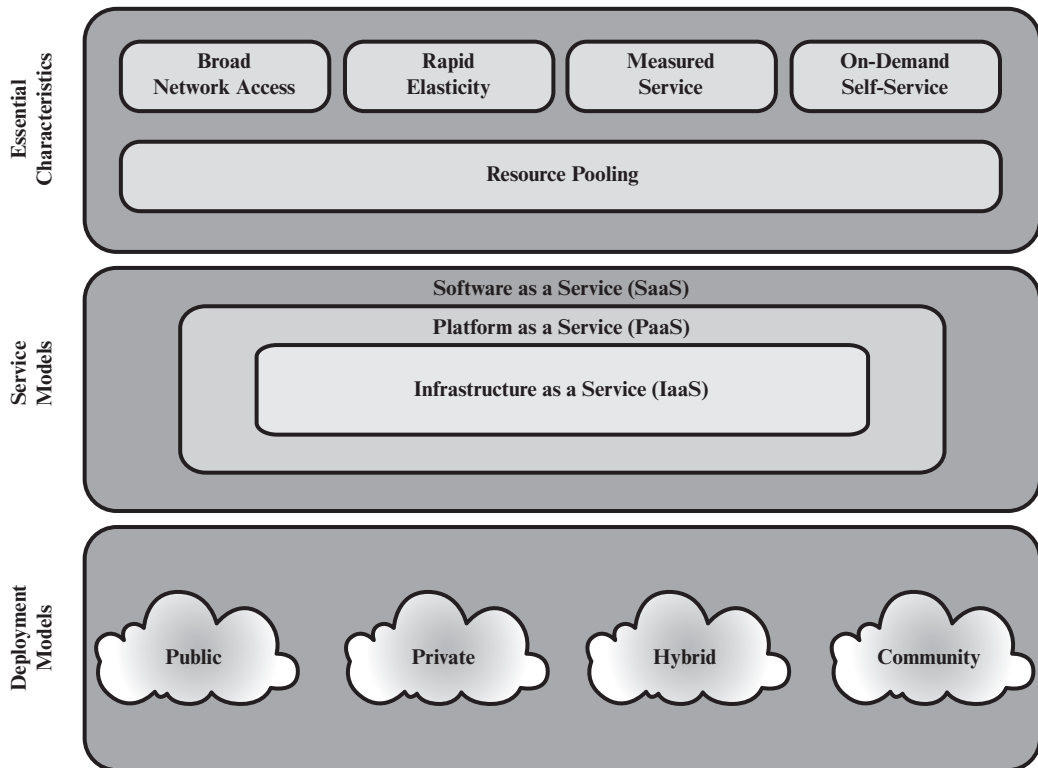 Essential
Characteristics
Broad
Network Access
Rapid
Elasticity
Measured
Service
On-Demand
Self-Service
Resource Pooling
Service
Models
Software as a Service (SaaS)
Platform as a Service (PaaS)
Infrastructure as a Service (IaaS)
Deployment
Models
Public
Private
Hybrid
Community